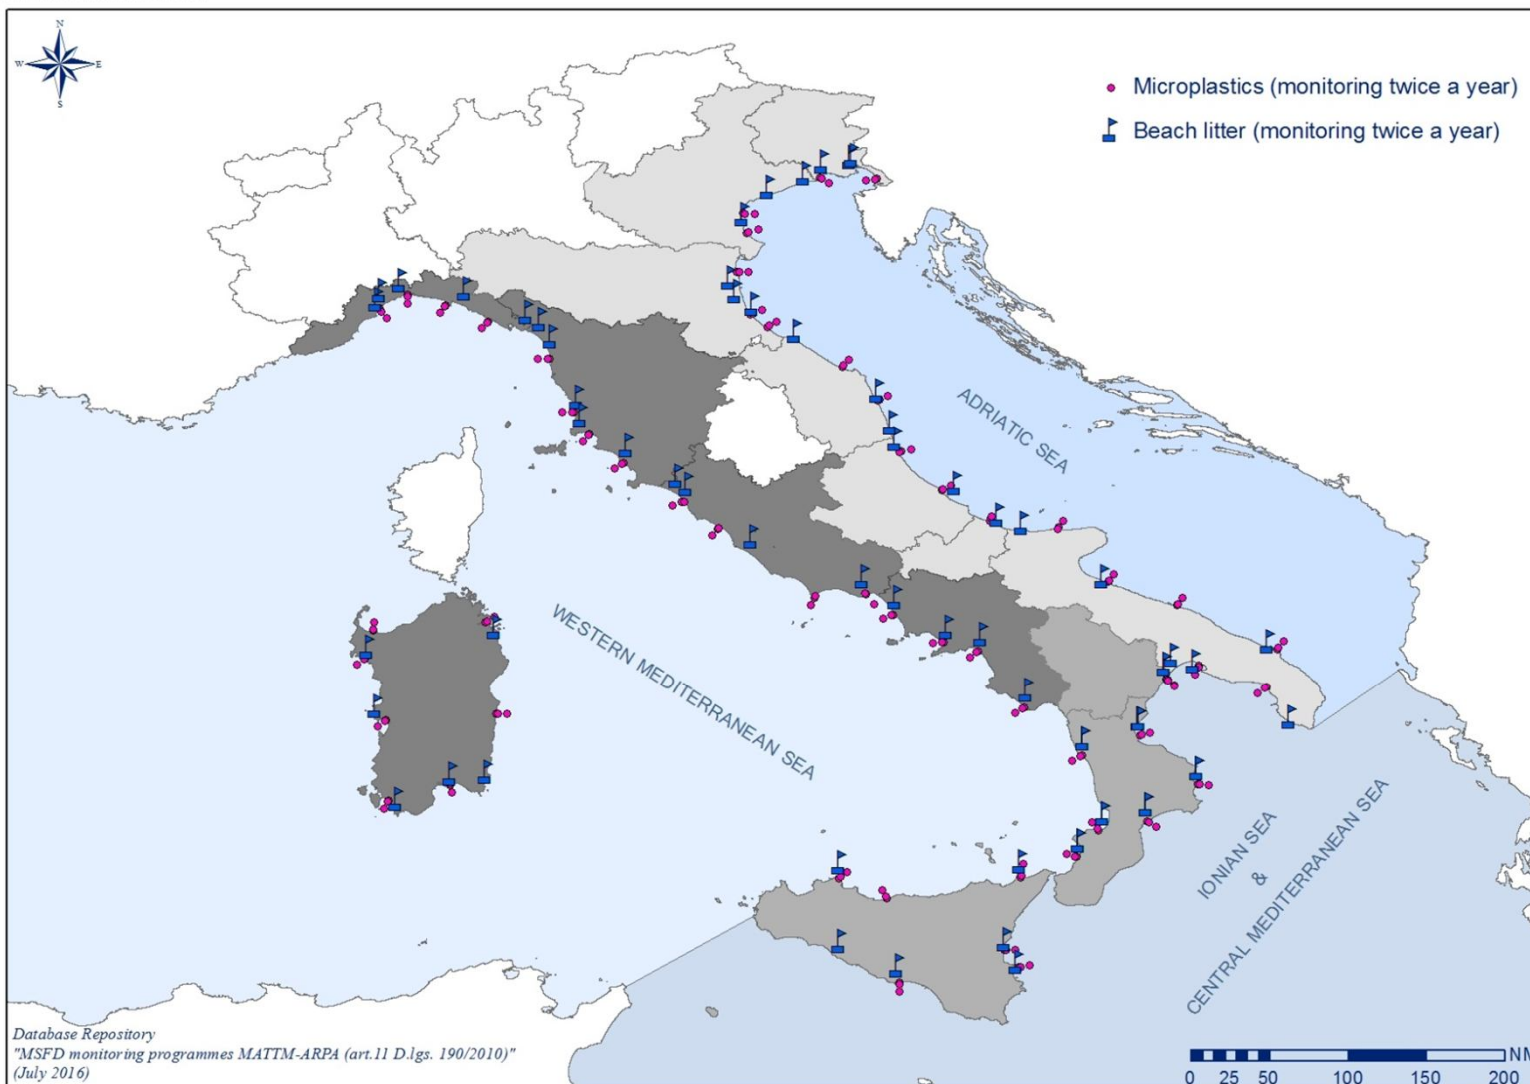 N
W
E
S
Microplastics (monitoring twice a year)
Beach litter (monitoring twice a year)
ADRIATIC SEA
WESTERN MEDITERRANEAN SEA
IONIAN SEA
&
CENTRAL MEDITERRANEAN SEA
Database Repository
"MSFD monitoring programmes MATTM-ARPA (art.11 D.lgs. 190/2010)"
(July 2016)
NM
0 25 50 100 150 200